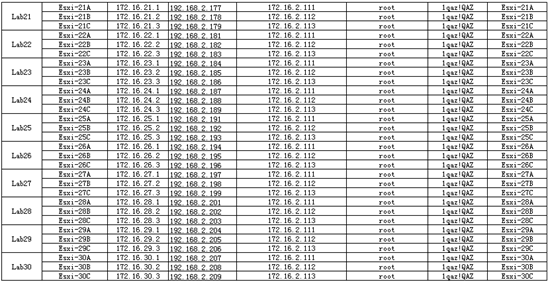 Esxi-21A 172.16.21.1 192.168.2.177 172.16.2.111 root 1qaz!QAZ Esxi-21A
Lab21 Esxi-21B 172.16.21.2 192.168.2.178 172.16.2.112 root 1qaz!QAZ Esxi-21B
Esxi-21C 172.16.21.3 192.168.2.179 172.16.2.113 root 1qaz!QAZ Esxi-21C
Esxi-22A 172.16.22.1 192.168.2.181 172.16.2.111 root 1qaz!QAZ Esxi-22A
Lab22 Esxi-22B 172.16.22.2 192.168.2.182 172.16.2.112 root 1qaz!QAZ Esxi-22B
Esxi-22C 172.16.22.3 192.168.2.183 172.16.2.113 root 1qaz!QAZ Esxi-22C
Esxi-23A 172.16.23.1 192.168.2.184 172.16.2.111 root 1qaz!QAZ Esxi-23A
Lab23 Esxi-23B 172.16.23.2 192.168.2.185 172.16.2.112 root 1qaz!QAZ Esxi-23B
Esxi-23C 172.16.23.3 192.168.2.186 172.16.2.113 root 1qaz!QAZ Esxi-23C
Esxi-24A 172.16.24.1 192.168.2.187 172.16.2.111 root 1qaz!QAZ Esxi-24A
Lab24 Esxi-24B 172.16.24.2 192.168.2.188 172.16.2.112 root 1qaz!QAZ Esxi-24B
Esxi-24C 172.16.24.3 192.168.2.189 172.16.2.113 root 1qaz!QAZ Esxi-24C
Esxi-25A 172.16.25.1 192.168.2.191 172.16.2.111 root 1qaz!QAZ Esxi-25A
Lab25 Esxi-25B 172.16.25.2 192.168.2.192 172.16.2.112 root 1qaz!QAZ Esxi-25B
Esxi-25C 172.16.25.3 192.168.2.193 172.16.2.113 root 1qaz!QAZ Esxi-25C
Esxi-26A 172.16.26.1 192.168.2.194 172.16.2.111 root 1qaz!QAZ Esxi-26A
Lab26 Esxi-26B 172.16.26.2 192.168.2.195 172.16.2.112 root 1qaz!QAZ Esxi-26B
Esxi-26C 172.16.26.3 192.168.2.196 172.16.2.113 root 1qaz!QAZ Esxi-26C
Esxi-27A 172.16.27.1 192.168.2.197 172.16.2.111 root 1qaz!QAZ Esxi-27A
Lab27 Esxi-27B 172.16.27.2 192.168.2.198 172.16.2.112 root 1qaz!QAZ Esxi-27B
Esxi-27C 172.16.27.3 192.168.2.199 172.16.2.113 root 1qaz!QAZ Esxi-27C
Esxi-28A 172.16.28.1 192.168.2.201 172.16.2.111 root 1qaz!QAZ Esxi-28A
Lab28 Esxi-28B 172.16.28.2 192.168.2.202 172.16.2.112 root 1qaz!QAZ Esxi-28B
Esxi-28C 172.16.28.3 192.168.2.203 172.16.2.113 root 1qaz!QAZ Esxi-28C
Esxi-29A 172.16.29.1 192.168.2.204 172.16.2.111 root 1qaz!QAZ Esxi-29A
Lab29 Esxi-29B 172.16.29.2 192.168.2.205 172.16.2.112 root 1qaz!QAZ Esxi-29B
Esxi-29C 172.16.29.3 192.168.2.206 172.16.2.113 root 1qaz!QAZ Esxi-29C
Esxi-30A 172.16.30.1 192.168.2.207 172.16.2.111 root 1qaz!QAZ Esxi-30A
Lab30 Esxi-30B 172.16.30.2 192.168.2.208 172.16.2.112 root 1qaz!QAZ Esxi-30B
Esxi-30C 172.16.30.3 192.168.2.209 172.16.2.113 root 1qaz!QAZ Esxi-30C